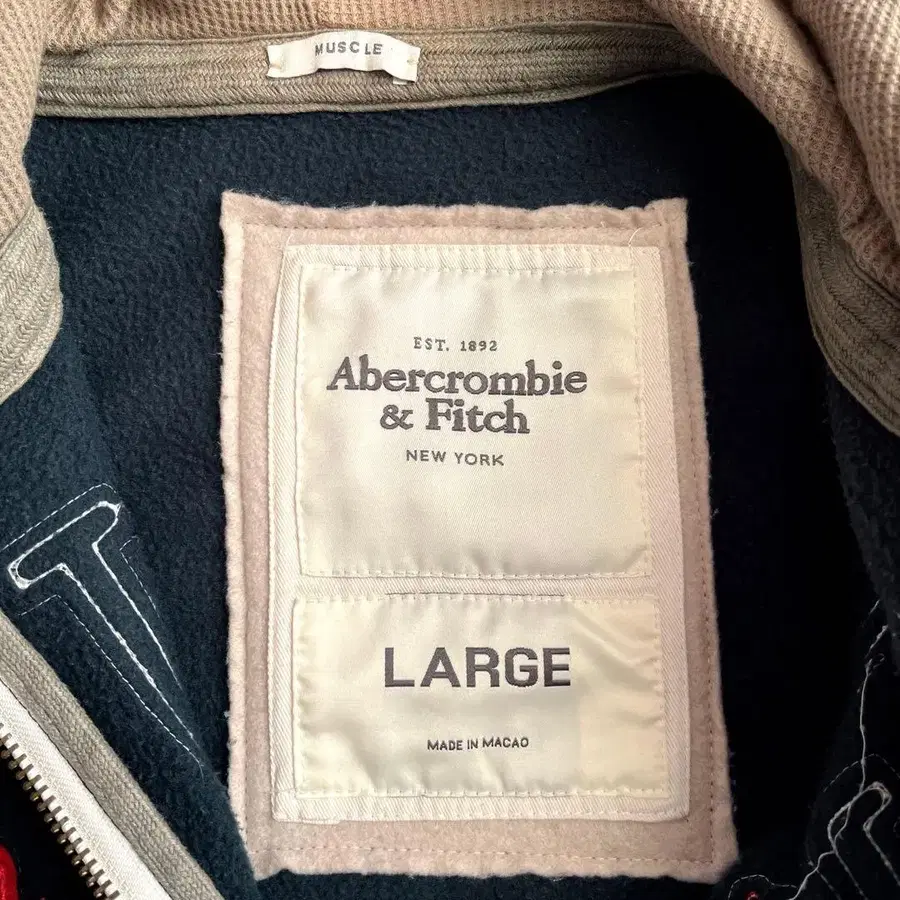 MUSCLE
EST. 1892
Abercrombie
& Fitch
NEW YORK
LARGE
MADE IN MACAO